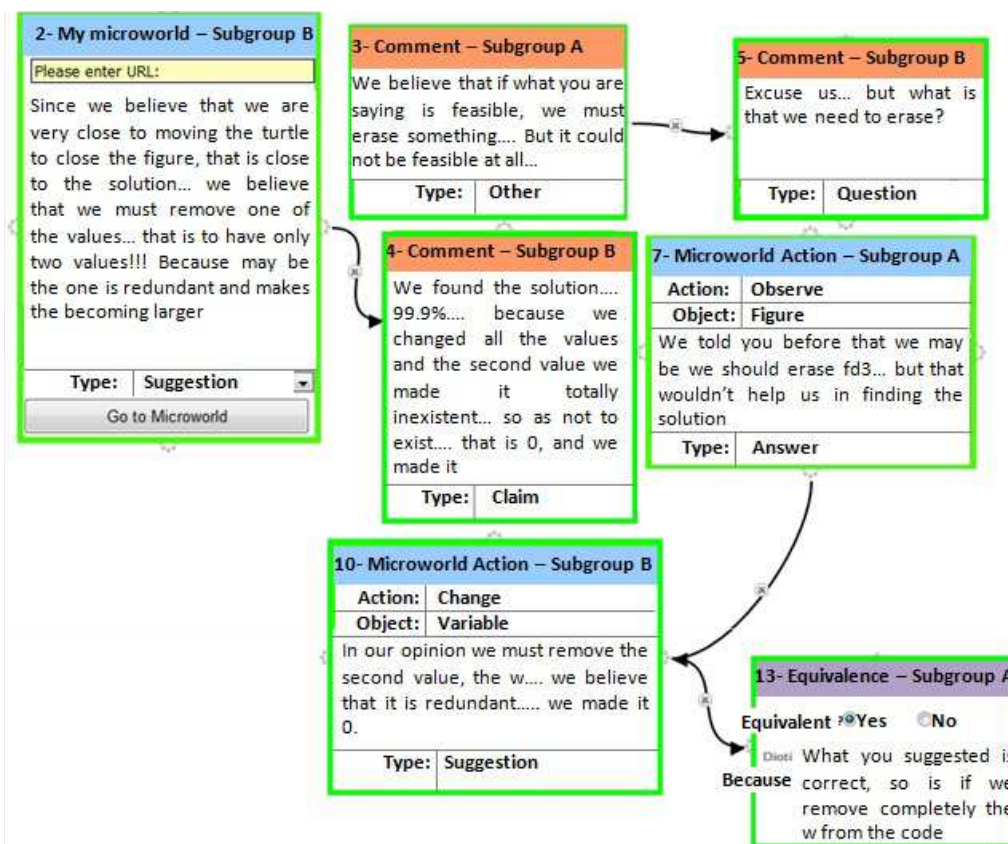 2- My microworld – Subgroup B
Please enter URL:
Since we believe that we are
very close to moving the turtle
to close the figure, that is close
to the solution... we believe
that we must remove one of
the values... that is to have only
two values!!! Because may be
the one is redundant and makes
the becoming larger
Type: Suggestion
Go to Microworld
3- Comment – Subgroup A
We believe that if what you are
saying is feasible, we must
erase something.... But it could
not be feasible at all...
Type: Other
5- Comment – Subgroup B
Excuse us... but what is
that we need to erase?
Type: Question
4- Comment – Subgroup B
We found the solution....
99.9%.... because we
changed all the values
and the second value we
made it totally
inexistent... so as not to
exist.... that is 0, and we
made it
Type: Claim
7- Microworld Action – Subgroup A
Action: Observe
Object: Figure
We told you before that we may
be we should erase fd3... but that
wouldn't help us in finding the
solution
Type: Answer
10- Microworld Action – Subgroup B
Action: Change
Object: Variable
In our opinion we must remove the
second value, the w.... we believe
that it is redundant..... we made it
0.
Type: Suggestion
13- Equivalence – Subgroup A
Equivalent ? Yes No
Because What you suggested is
correct, so is if we
remove completely the
w from the code